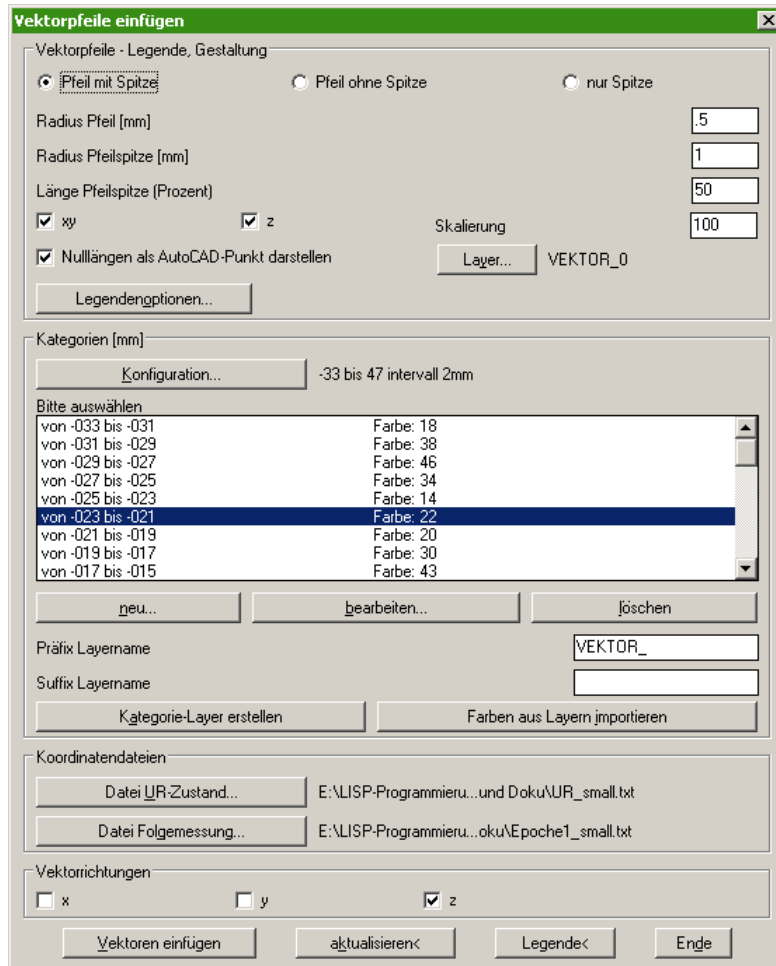 Vektorpfeile einfügen
Vektorpfeile - Legende, Gestaltung
Pfeil mit Spitze Pfeil ohne Spitze nur Spitze
Radius Pfeil [mm] .5
Radius Pfeilspitze [mm] 1
Länge Pfeilspitze (Prozent) 50
xy z Skalierung 100
Nulllängen als AutoCAD-Punkt darstellen Layer... VEKTOR_0
Legendenoptionen...
Kategorien [mm]
Konfiguration... -33 bis 47 intervall 2mm
Bitte auswählen
von -033 bis -031 Farbe: 18
von -031 bis -029 Farbe: 38
von -029 bis -027 Farbe: 46
von -027 bis -025 Farbe: 34
von -025 bis -023 Farbe: 14
von -023 bis -021 Farbe: 22
von -021 bis -019 Farbe: 20
von -019 bis -017 Farbe: 30
von -017 bis -015 Farbe: 43
neu... bearbeiten... löschen
Präfix Layername VEKTOR_
Suffix Layername
Kategorie-Layer erstellen Farben aus Layern importieren
Koordinatendateien
Datei UR-Zustand... E:\LISP-Programmieru...und Doku\UR_small.txt
Datei Folgemessung... E:\LISP-Programmieru...oku\Epoche1_small.txt
Vektorrichtungen
x y z
Vektoren einfügen aktualisieren< Legende< Ende